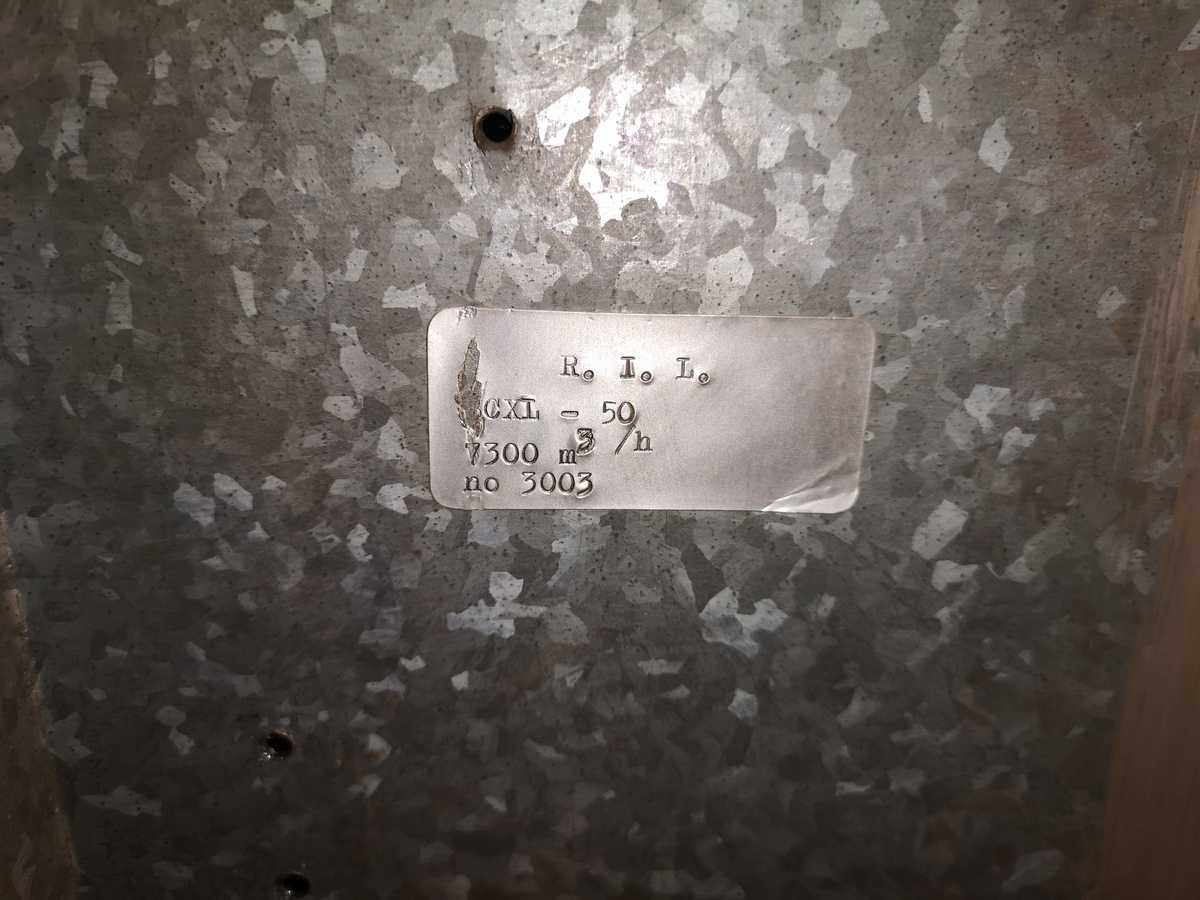 R. I. L.
CXL - 50
7300 m³ /h
no 3003